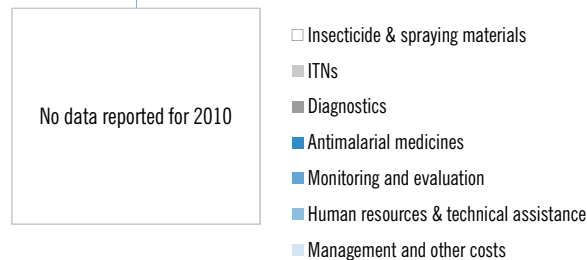 No data reported for 2010
Insecticide & spraying materials
ITNs
Diagnostics
Antimalarial medicines
Monitoring and evaluation
Human resources & technical assistance
Management and other costs